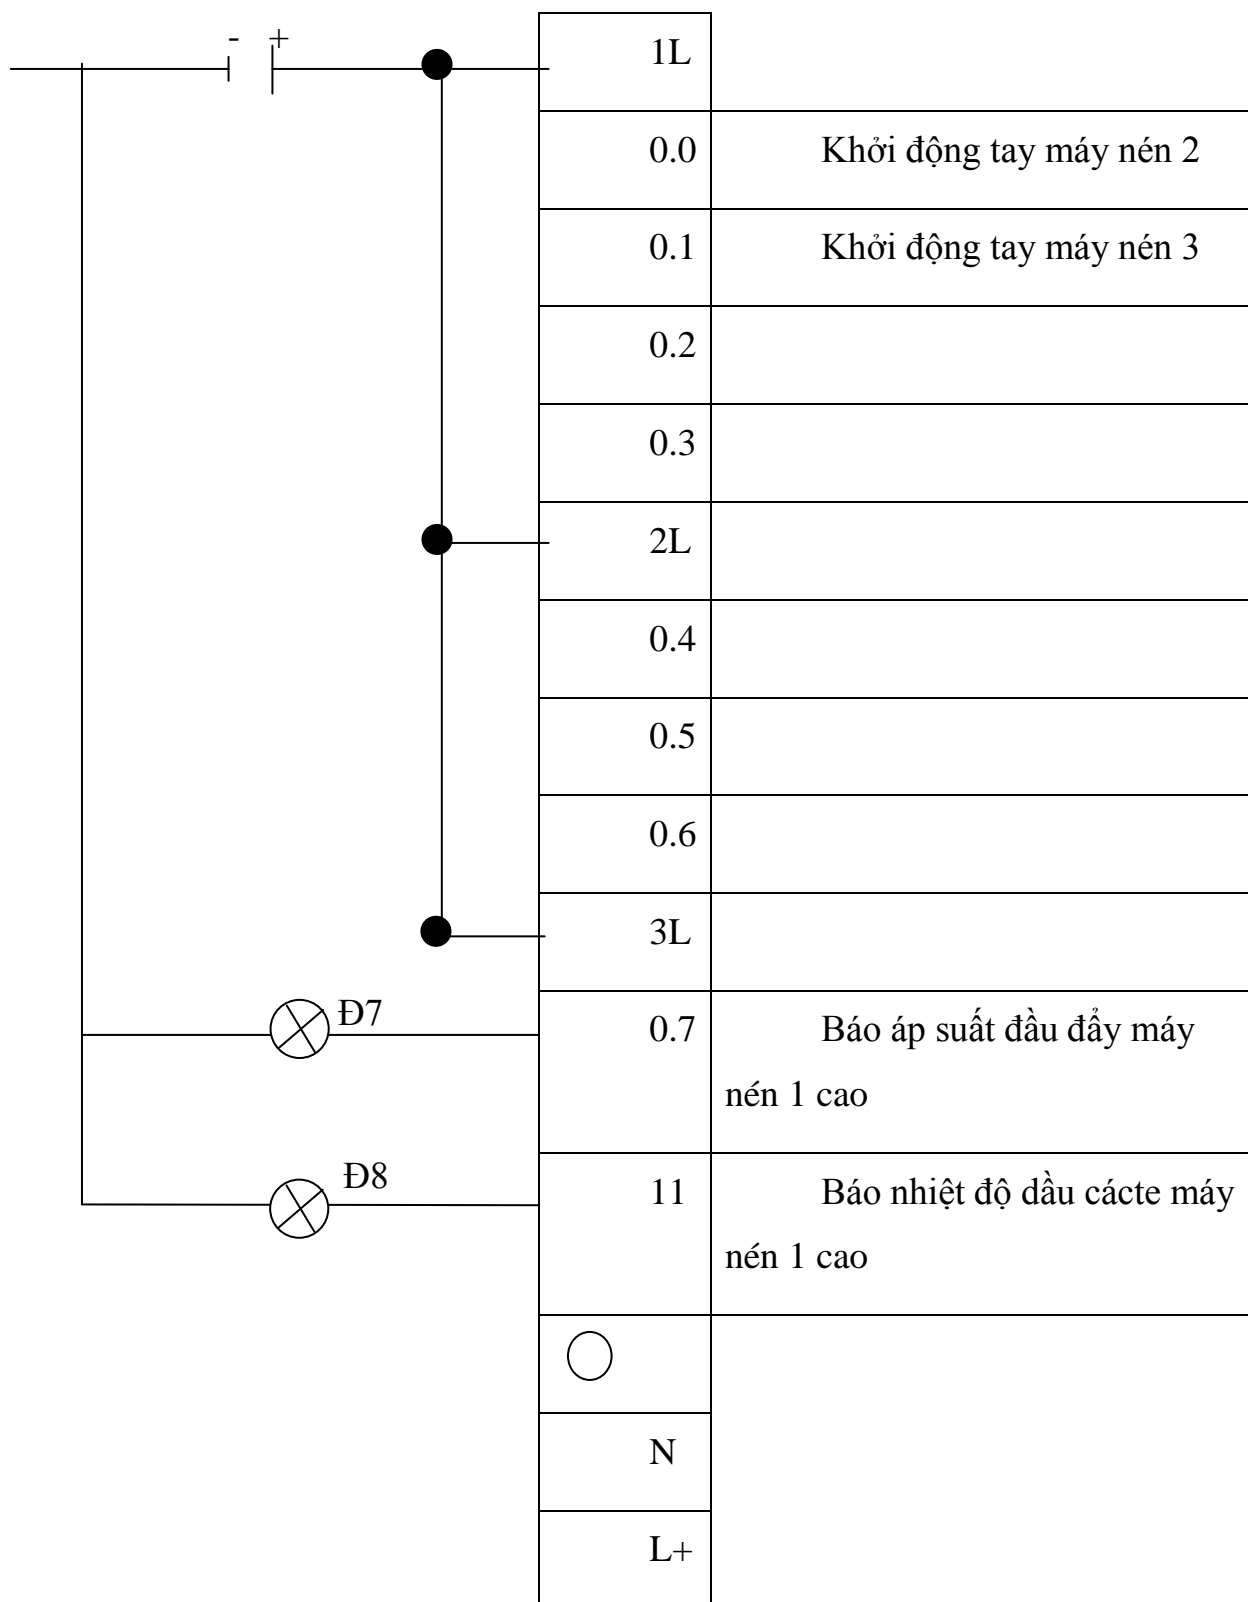 - +
1L
0.0 Khởi động tay máy nén 2
0.1 Khởi động tay máy nén 3
0.2
0.3
2L
0.4
0.5
0.6
3L
Đ7
0.7 Báo áp suất đầu đẩy máy
nén 1 cao
Đ8
11 Báo nhiệt độ dầu cácte máy
nén 1 cao
N
L+